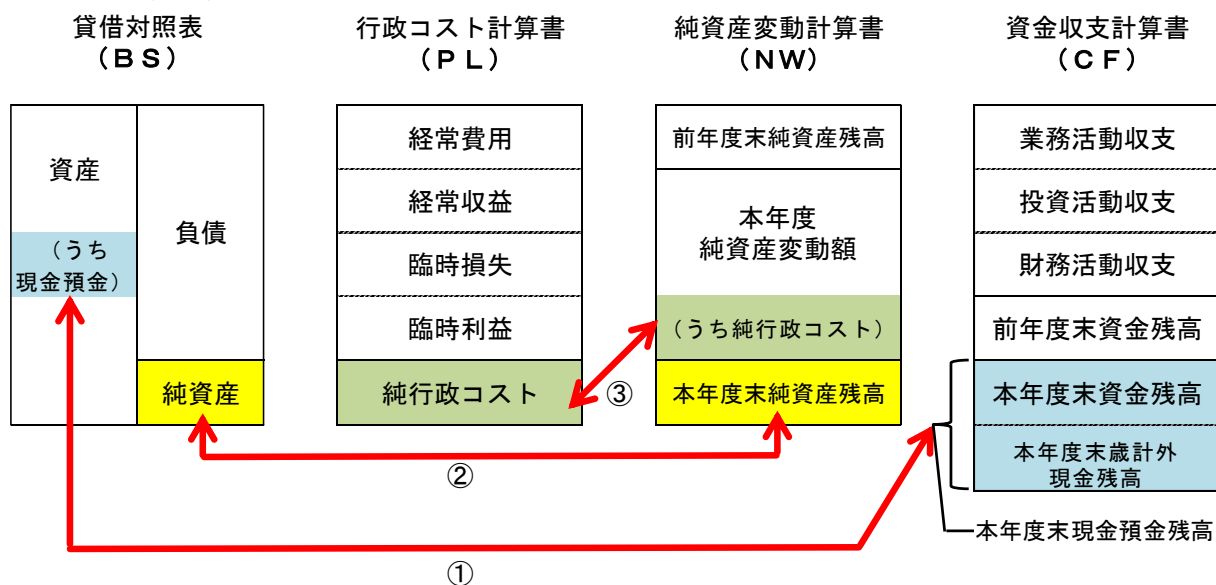 貸借対照表
（ＢＳ）
行政コスト計算書
（ＰＬ）
純資産変動計算書
（NW）
資金収支計算書
（ＣＦ）
資産
（うち
現金預金）
負債
純資産
経常費用
経常収益
臨時損失
臨時利益
純行政コスト
前年度末純資産残高
本年度
純資産変動額
（うち純行政コスト）
本年度末純資産残高
業務活動収支
投資活動収支
財務活動収支
前年度末資金残高
本年度末資金残高
本年度末歳計外
現金残高
本年度末現金預金残高
③
②
①